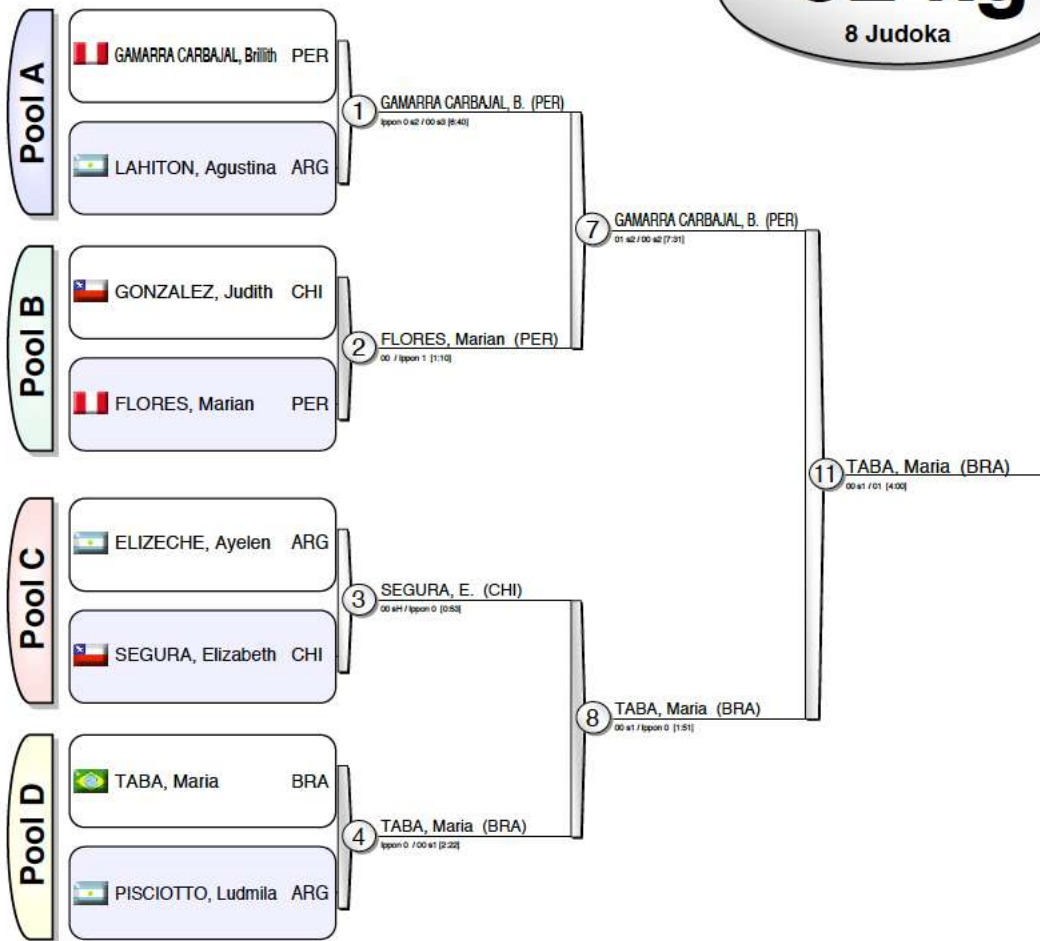 8 Judoka
Pool A
GAMARRA CARBAJAL, Brillith PER
LAHITON, Agustina ARG
1
GAMARRA CARBAJAL, B. (PER)
Ippon 0 s2 / 00 s3 [6:40]
Pool B
GONZALEZ, Judith CHI
FLORES, Marian PER
2
FLORES, Marian (PER)
00 / Ippon 1 [1:10]
7
GAMARRA CARBAJAL, B. (PER)
01 s2 / 00 s2 [7:31]
Pool C
ELIZECHE, Ayelen ARG
SEGURA, Elizabeth CHI
3
SEGURA, E. (CHI)
00 sH / Ippon 0 [0:53]
Pool D
TABA, Maria BRA
PISCIOTTO, Ludmila ARG
4
TABA, Maria (BRA)
Ippon 0 / 00 s1 [2:22]
8
TABA, Maria (BRA)
00 s1 / Ippon 0 [1:51]
11
TABA, Maria (BRA)
00 s1 / 01 [4:00]